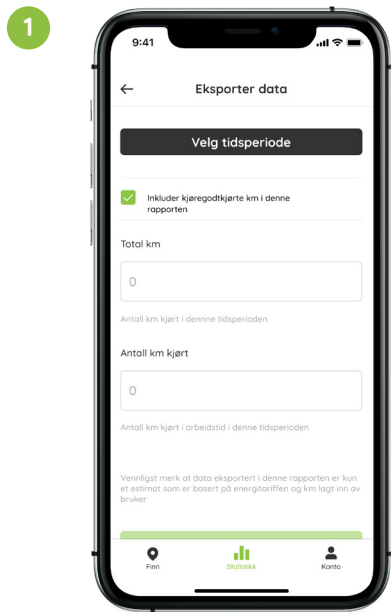 1
9:41
Eksporter data
Velg tidsperiode
Inkluder kjøregodtkjørte km i denne
rapporten
Total km
0
Antall km kjørt i dennne tidsperioden
Antall km kjørt
0
Antall km kjørt i arbeidstid i denne tidsperioden
Vennligst merk at data eksportert i denne rapporten er kun
et estimat som er basert på energitariffen og km lagt inn av
bruker
Finn
Statistikk
Konto